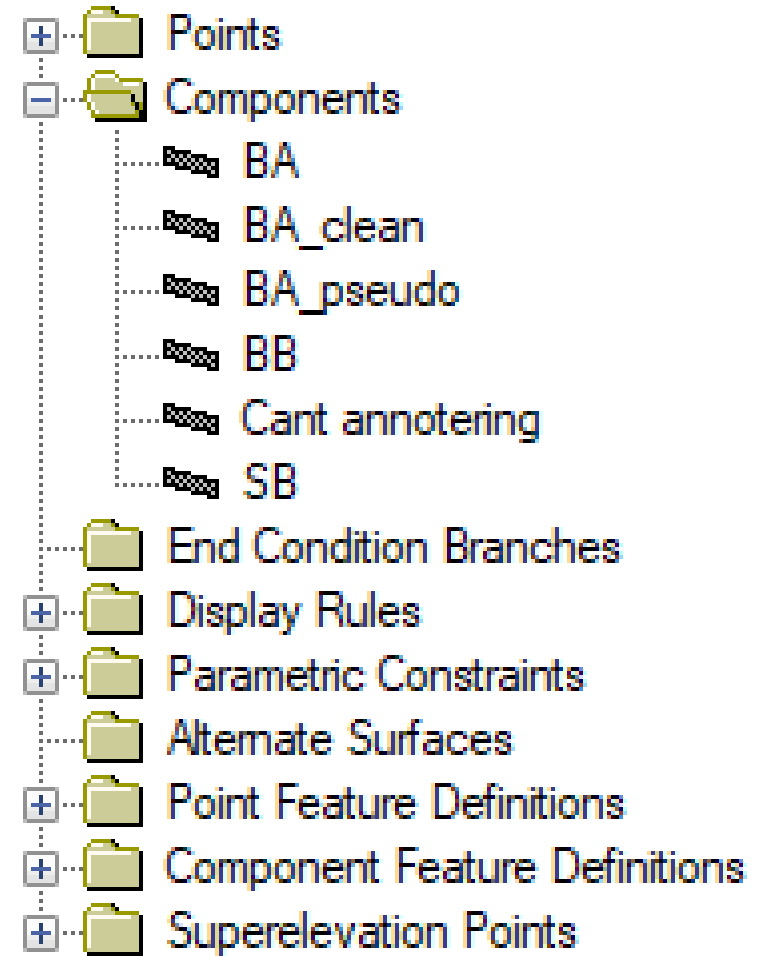 Points
Components
BA
BA_clean
BA_pseudo
BB
Cant annotering
SB
End Condition Branches
Display Rules
Parametric Constraints
Alternate Surfaces
Point Feature Definitions
Component Feature Definitions
Superelevation Points